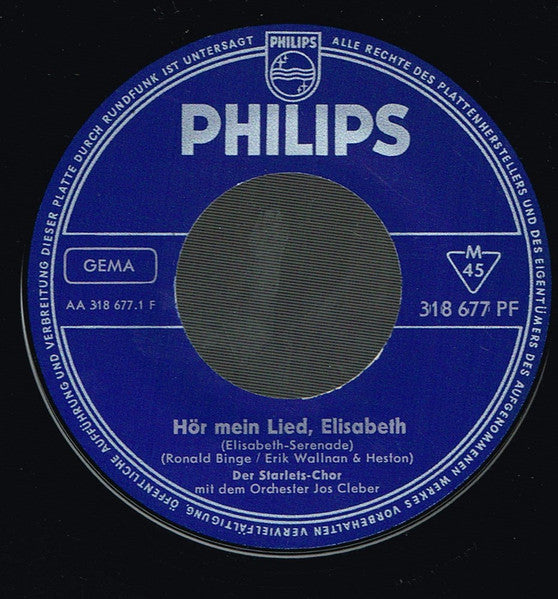 ALLE RECHTE DES PLATTENHERSTELLERS UND DES EIGENTÜMERS DES AUFGENOMMENEN WERKES VORBEHALTEN VERVIELFÄLTIGUNG, ÖFFENTLICHE AUFFÜHRUNG UND VERBREITUNG DIESER PLATTE DURCH RUNDFUNK IST UNTERSAGT
PHILIPS
PHILIPS
GEMA
M
45
AA 318 677.1 F
318 677 PF
Hör mein Lied, Elisabeth
(Elisabeth-Serenade)
(Ronald Binge / Erik Wallnan & Heston)
Der Starlets-Chor
mit dem Orchester Jos Cleber